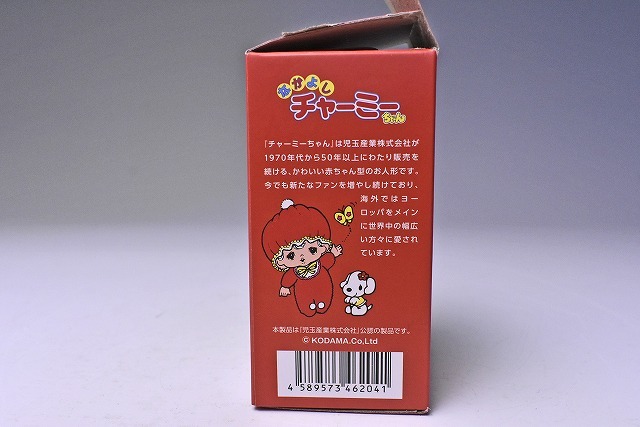 なかよし
チャーミー
ちゃん
「チャーミーちゃん」は児玉産業株式会社が
1970年代から50年以上にわたり販売を
続ける、かわいい赤ちゃん型のお人形です。
今でも新たなファンを増やし続けており、
海外ではヨー
ロッパをメイン
に世界中の幅広
い方々に愛され
ています。
本製品は「児玉産業株式会社」公認の製品です。
© KODAMA.Co,Ltd
4 589573 462041